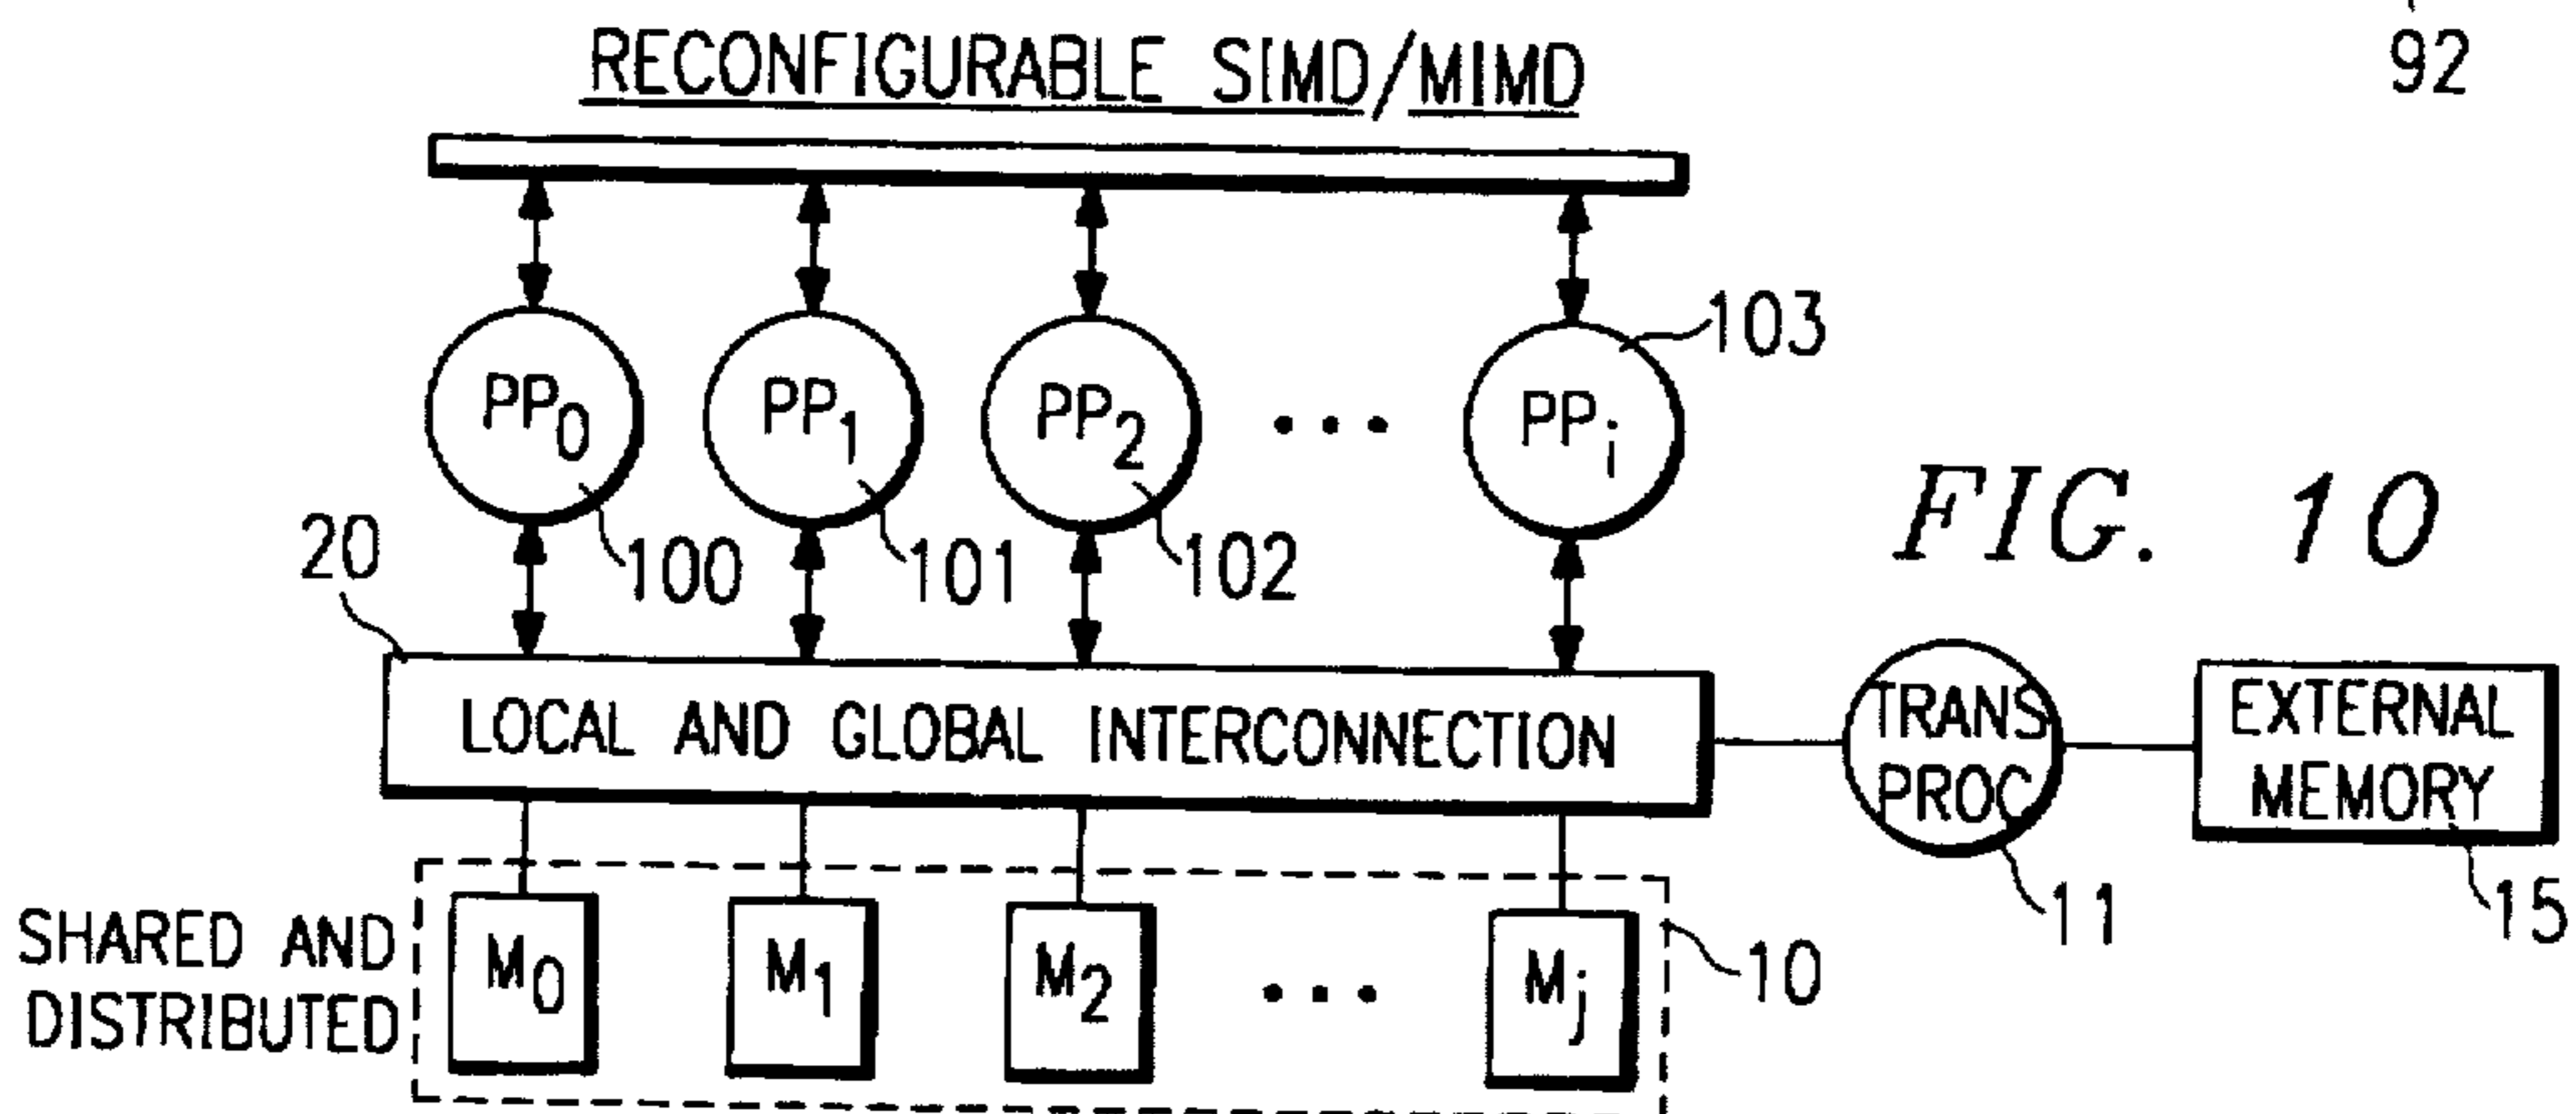 92
RECONFIGURABLE SIMD/MIMD
PP0
PP1
PP2
...
PPi
103
100
101
102
FIG. 10
20
LOCAL AND GLOBAL INTERCONNECTION
TRANS
PROC
EXTERNAL
MEMORY
11
15
SHARED AND
DISTRIBUTED
M0
M1
M2
...
Mj
10